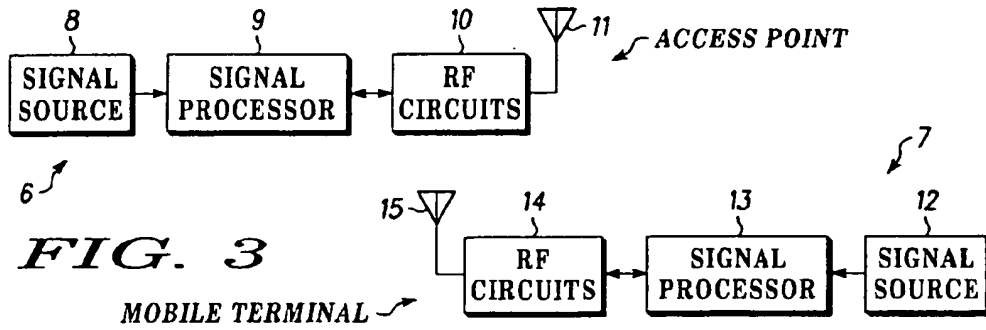 8
9
10
11
ACCESS POINT
SIGNAL
SOURCE
SIGNAL
PROCESSOR
RF
CIRCUITS
6
7
15
14
13
12
FIG. 3
RF
CIRCUITS
SIGNAL
PROCESSOR
SIGNAL
SOURCE
MOBILE TERMINAL